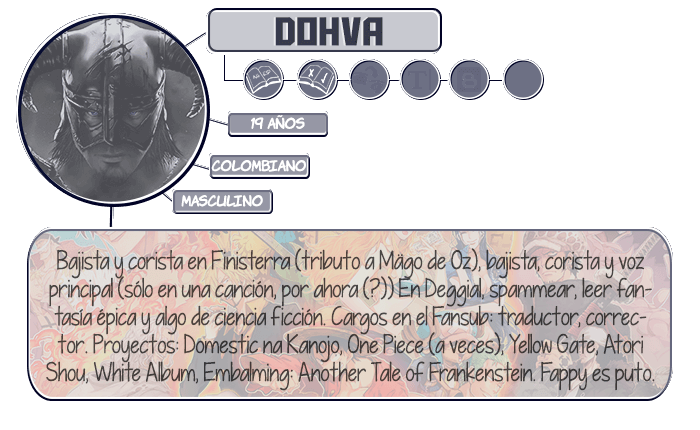 DOHVA
19 AÑOS
COLOMBIANO
MASCULINO
Bajista y corista en Finisterra (tributo a Mägo de Oz), bajista, corista y voz
principal (sólo en una canción, por ahora (?)) En Deggial, spammear, leer fan-
tasía épica y algo de ciencia ficción. Cargos en el Fansub: traductor, correc-
tor. Proyectos: Domestic na Kanojo, One Piece (a veces), Yellow Gate, Atori
Shou, White Album, Embalming: Another Tale of Frankenstein. Fappy es puto.